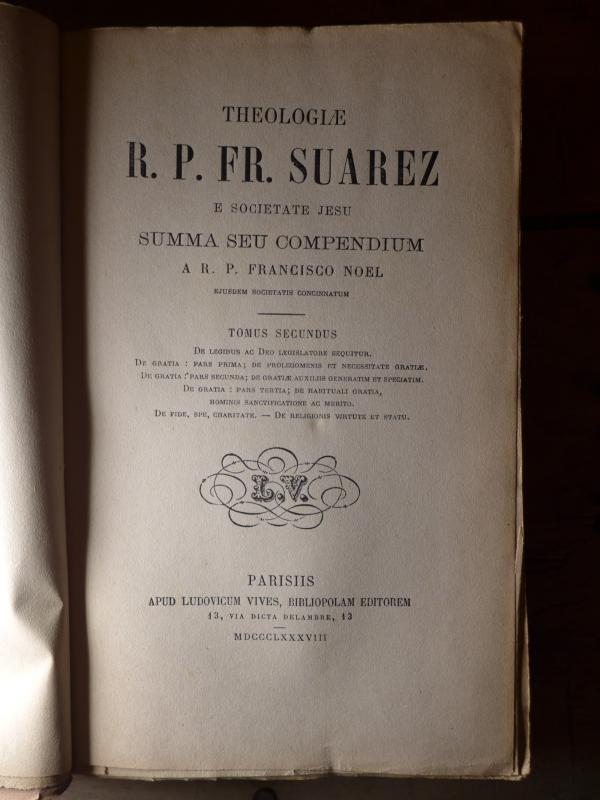 THEOLOGIÆ
R. P. FR. SUAREZ
E SOCIETATE JESU
SUMMA SEU COMPENDIUM
A R. P. FRANCISCO NOEL
EJUSDEM SOCIETATIS CONCINNATUM
TOMUS SECUNDUS
De legibus ac Deo legislatore sequitur.
De gratia : pars prima; de prolegomenis et necessitate gratiæ.
De gratia : pars secunda; de gratiæ auxiliis generatim et speciatim.
De gratia : pars tertia; de habituali gratia,
hominis sanctificatione ac merito.
De fide, spe, charitate. — De religionis virtute et statu.
L.V.
PARISIIS
APUD LUDOVICUM VIVES, BIBLIOPOLAM EDITOREM
13, VIA DICTA DELAMBRE, 13
MDCCCLXXXVIII